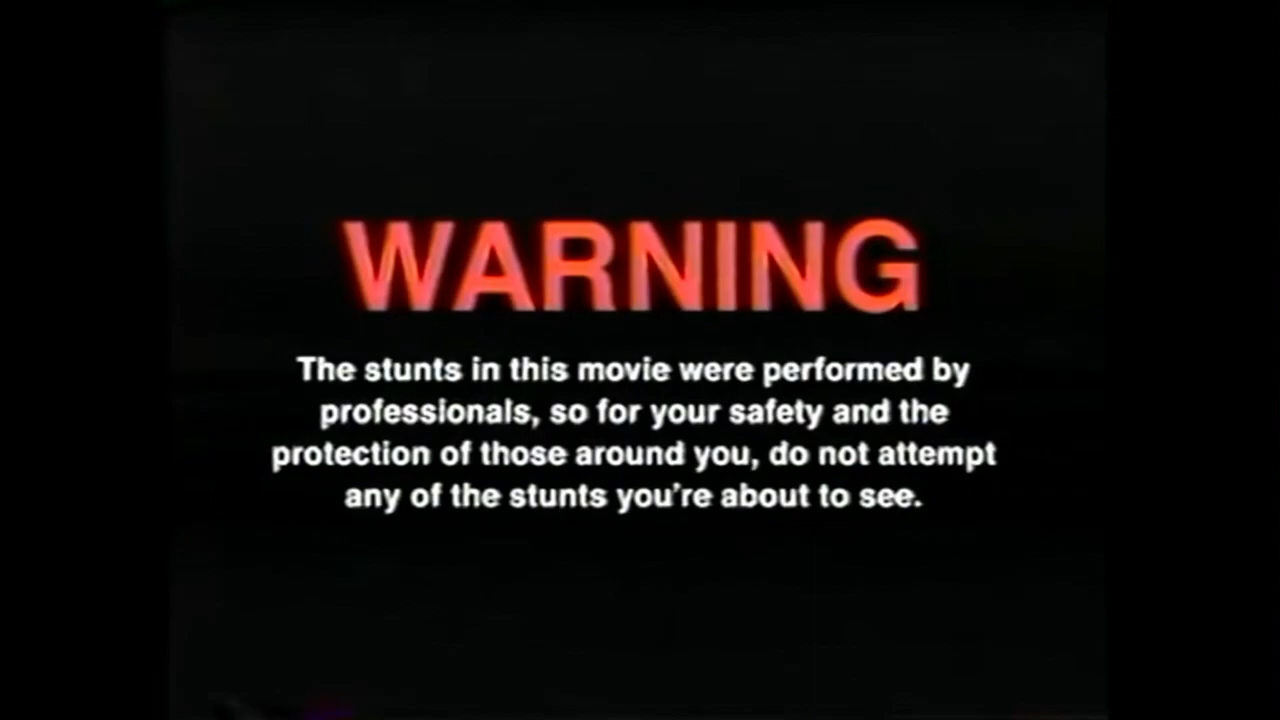 WARNING
The stunts in this movie were performed by
professionals, so for your safety and the
protection of those around you, do not attempt
any of the stunts you're about to see.